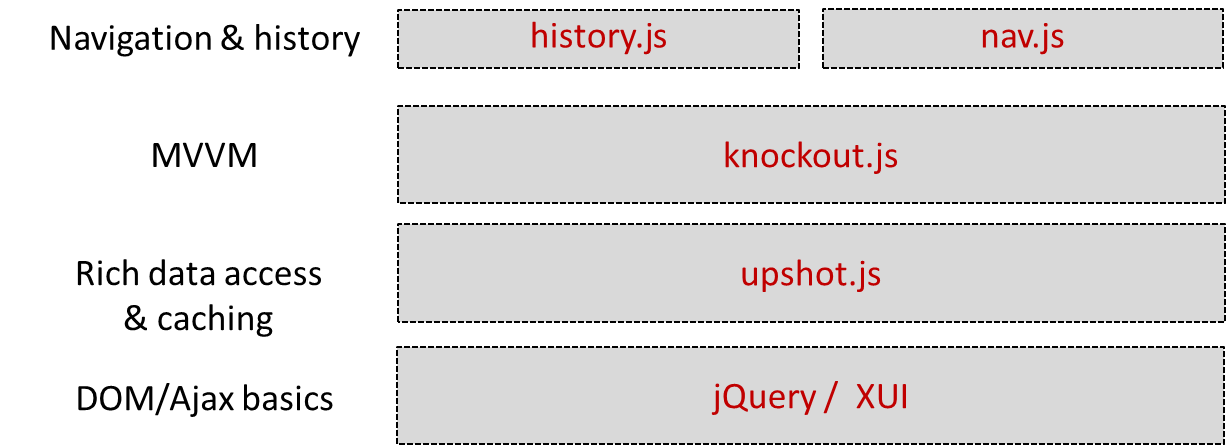 Navigation & history
history.js
nav.js
MVVM
knockout.js
Rich data access
& caching
upshot.js
DOM/Ajax basics
jQuery / XUI